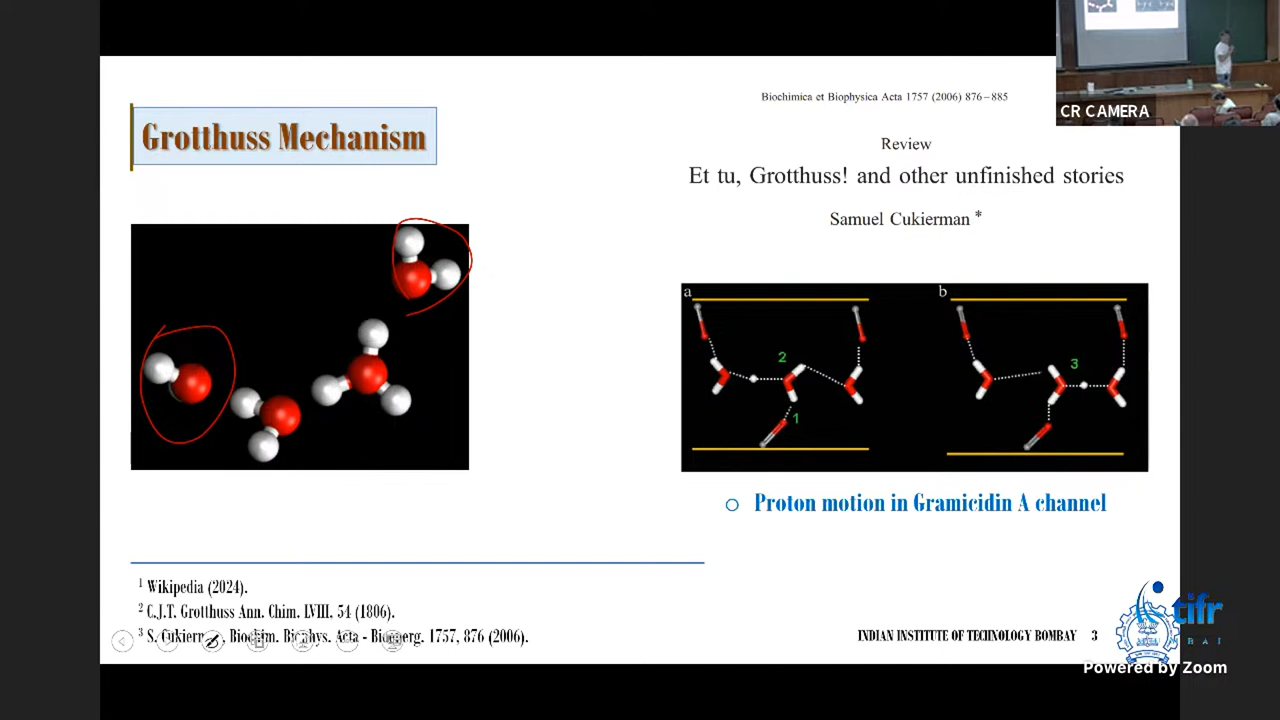 Grotthuss Mechanism
Biochimica et Biophysica Acta 1757 (2006) 876–885
Review
Et tu, Grotthuss! and other unfinished stories
Samuel Cukierman *
CR CAMERA
a
b
2
3
1
Proton motion in Gramicidin A channel
1 Wikipedia (2024).
2 C.J.T. Grotthuss Ann. Chim. LVIII, 54 (1806).
3 S. Biochim. Biophys. Acta - 1757, 876 (2006).
INDIAN INSTITUTE OF TECHNOLOGY BOMBAY 3
tifr
Powered by Zoom